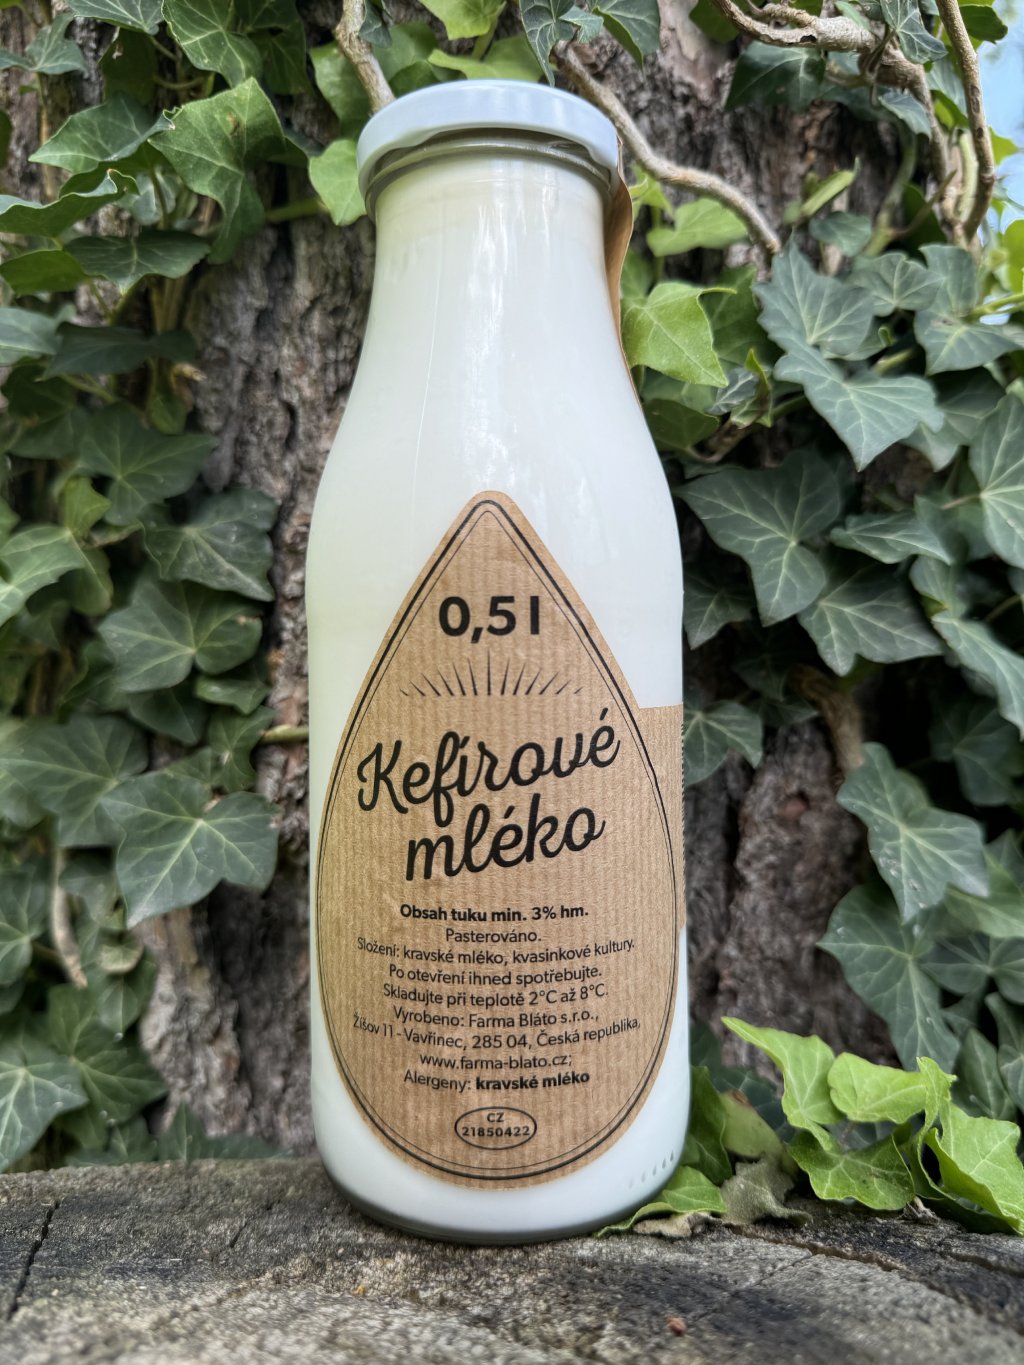 0,5 l
Kefírové
mléko
Obsah tuku min. 3% hm.
Pasterováno.
Složení: kravské mléko, kvasinkové kultury.
Po otevření ihned spotřebujte.
Skladujte při teplotě 2°C až 8°C.
Vyrobeno: Farma Bláto s.r.o.,
Žíšov 11 - Vavřinec, 285 04, Česká republika,
www.farma-blato.cz;
Alergeny: kravské mléko
CZ
21850422